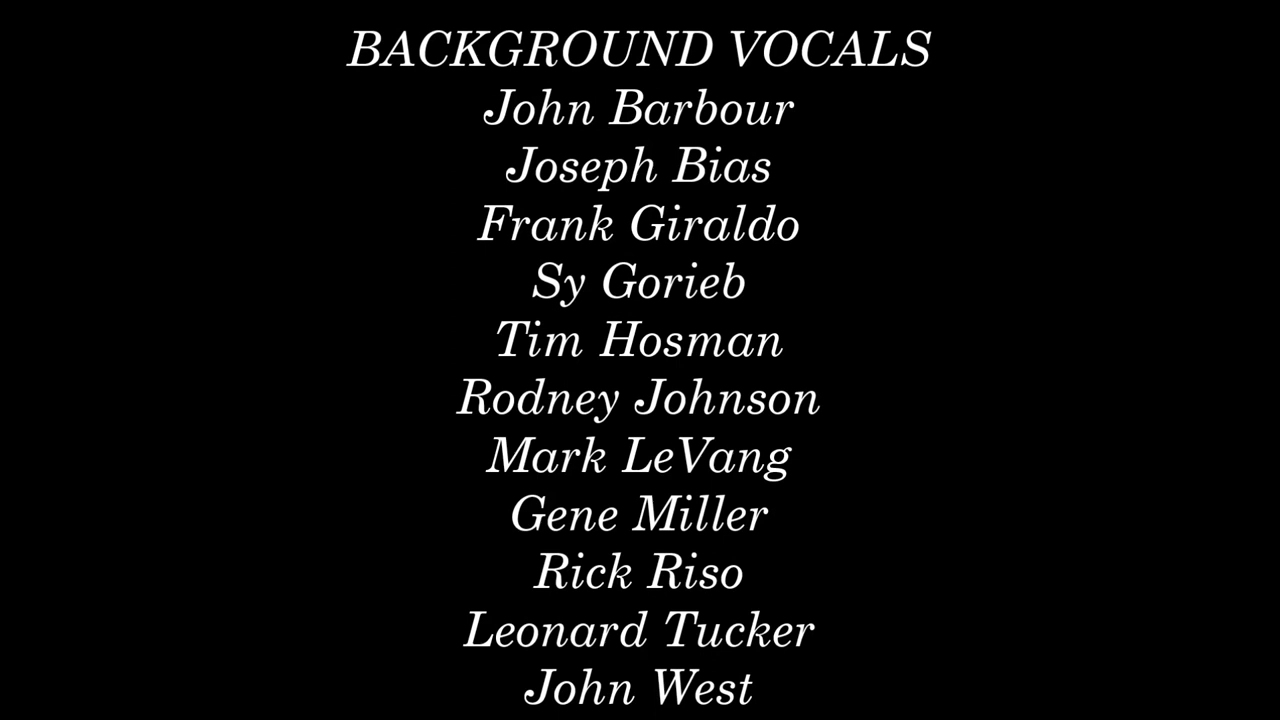 BACKGROUND VOCALS
John Barbour
Joseph Bias
Frank Giraldo
Sy Gorieb
Tim Hosman
Rodney Johnson
Mark LeVang
Gene Miller
Rick Riso
Leonard Tucker
John West